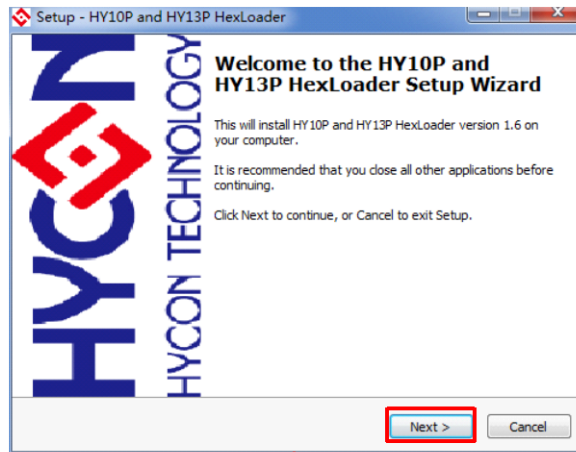 Setup - HY10P and HY13P HexLoader
HYCON
HYCON TECHNOLOGY
Welcome to the HY10P and
HY13P HexLoader Setup Wizard
This will install HY10P and HY13P HexLoader version 1.6 on
your computer.
It is recommended that you close all other applications before
continuing.
Click Next to continue, or Cancel to exit Setup.
Next >
Cancel